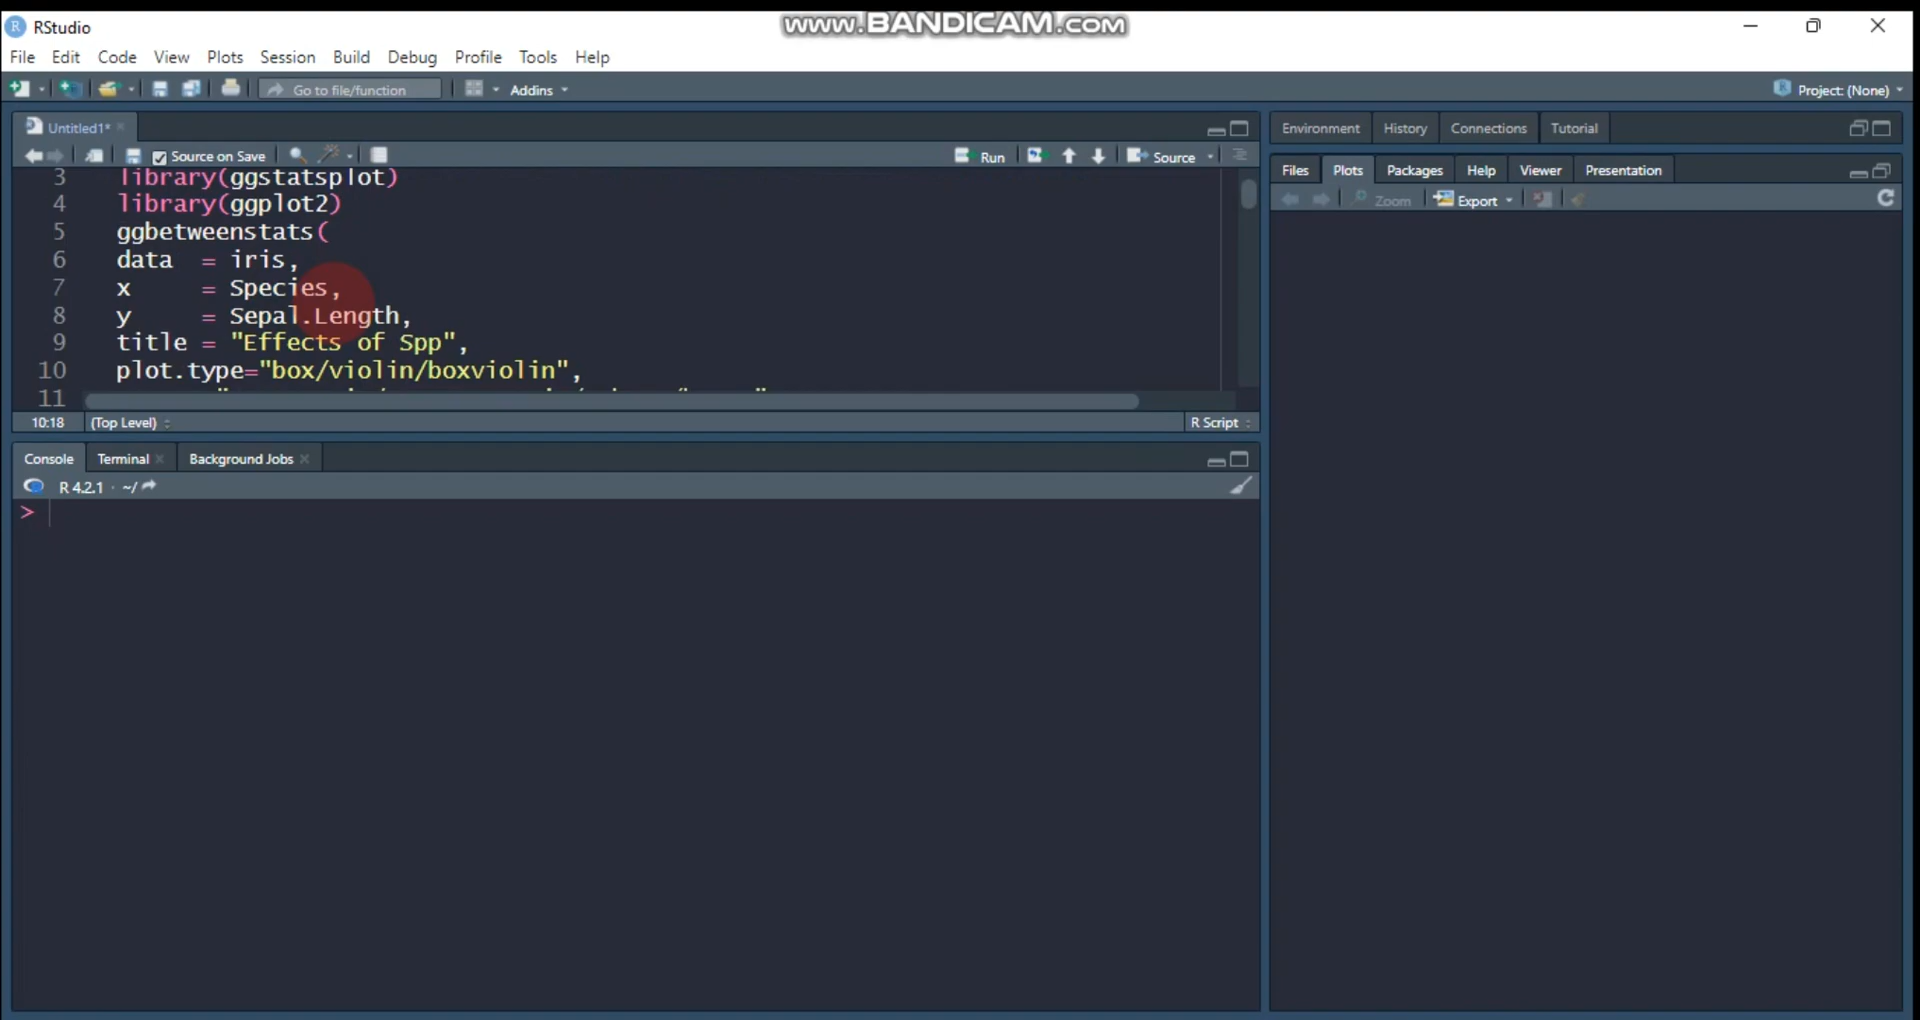 www.BANDICAM.com
RStudio
File Edit Code View Plots Session Build Debug Profile Tools Help
Go to file/function Addins Project: (None)
Untitled1*
Source on Save Run Source
3 library(ggstatsplot)
4 library(ggplot2)
5 ggbetweenstats(
6 data = iris,
7 x = Species,
8 y = Sepal.Length,
9 title = "Effects of Spp",
10 plot.type="box/violin/boxviolin",
11
10:18 (Top Level) R Script
Console Terminal Background Jobs
R 4.2.1 · ~/
>
Environment History Connections Tutorial
Files Plots Packages Help Viewer Presentation
Zoom Export